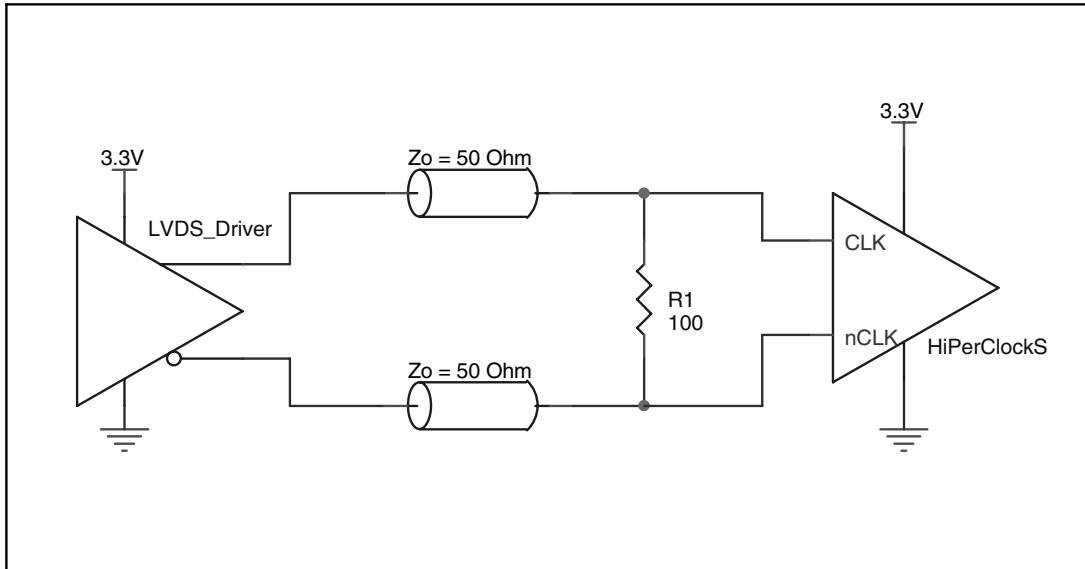 3.3V
3.3V
Zo = 50 Ohm
LVDS_Driver
CLK
R1
100
nCLK
HiPerClockS
Zo = 50 Ohm